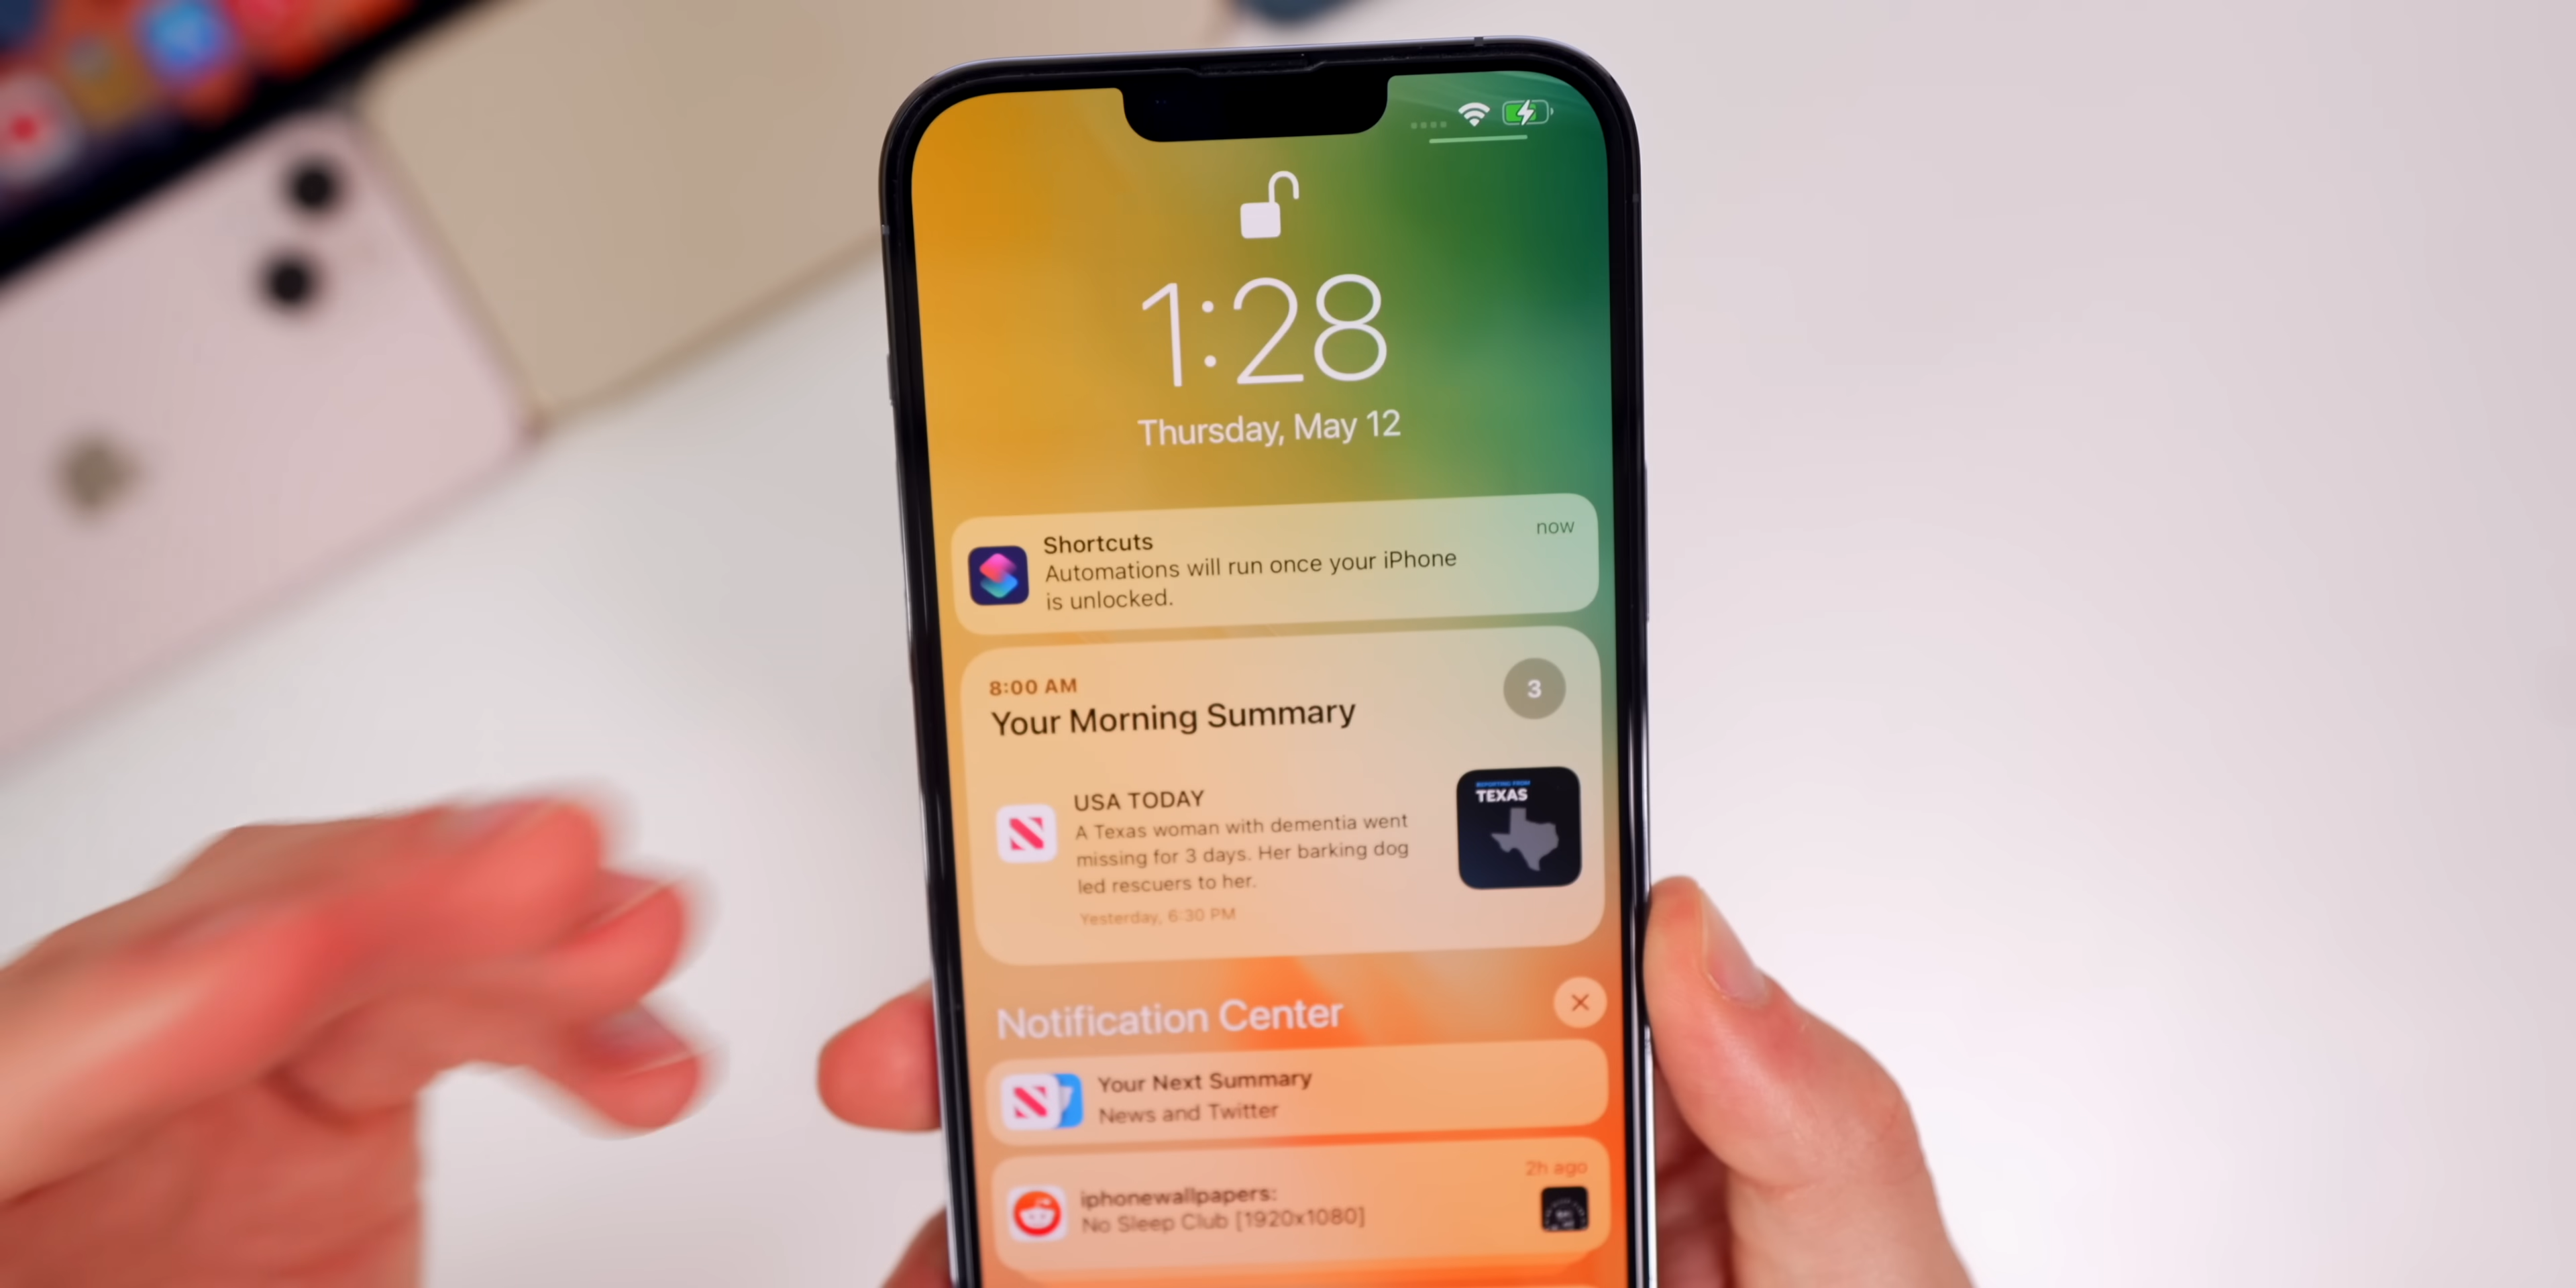 1:28
Thursday, May 12
Shortcuts
now
Automations will run once your iPhone
is unlocked.
8:00 AM
Your Morning Summary
3
USA TODAY
A Texas woman with dementia went
missing for 3 days. Her barking dog
led rescuers to her.
Yesterday, 6:30 PM
REPORTING FROM
TEXAS
Notification Center
Your Next Summary
News and Twitter
2h ago
iphonewallpapers:
No Sleep Club [1920x1080]